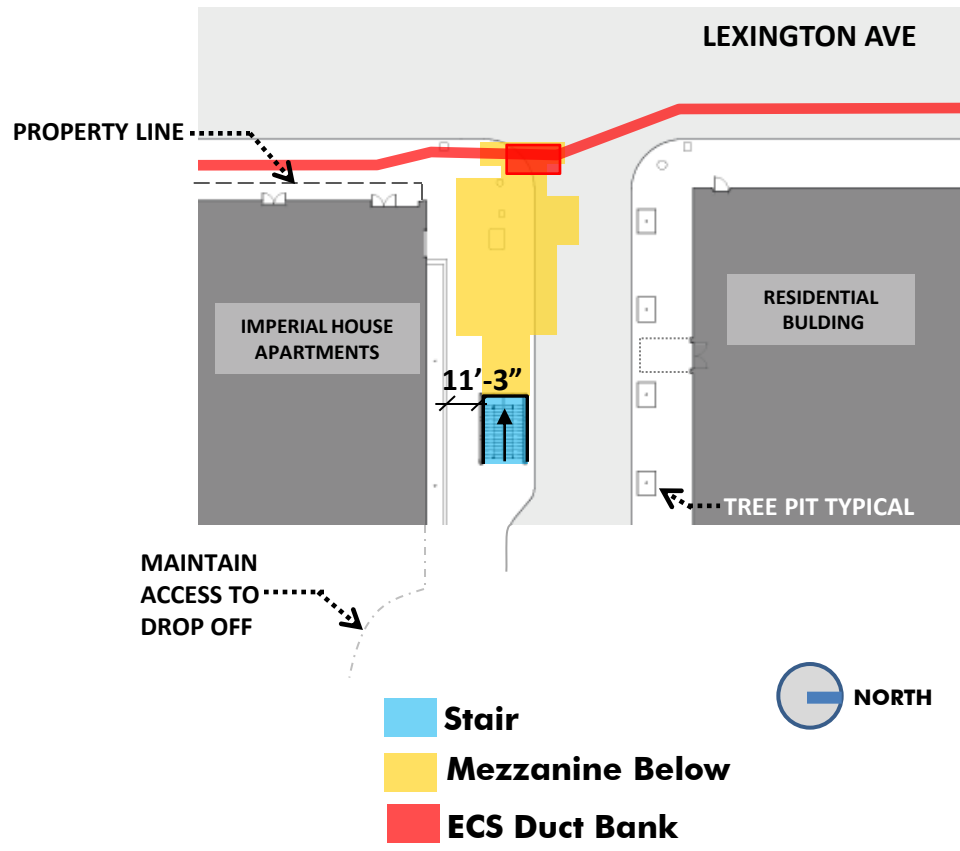 LEXINGTON AVE
PROPERTY LINE
IMPERIAL HOUSE
APARTMENTS
RESIDENTIAL
BULDING
11’-3”
TREE PIT TYPICAL
MAINTAIN
ACCESS TO
DROP OFF
NORTH
Stair
Mezzanine Below
ECS Duct Bank